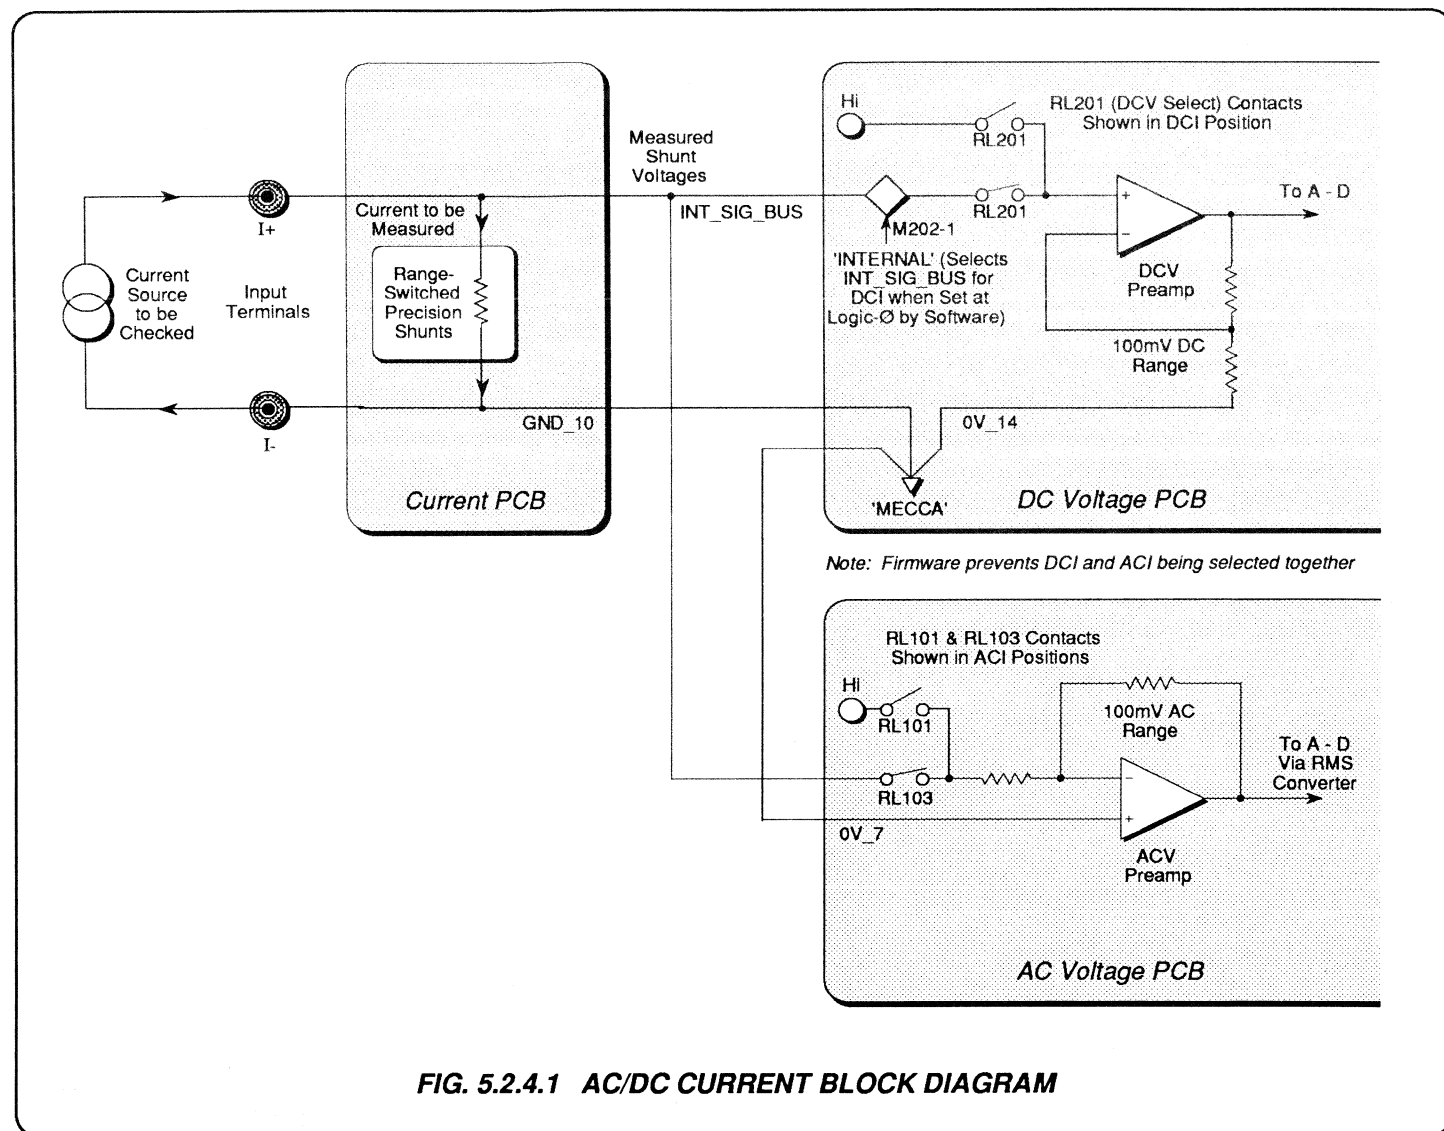 Hi
RL201 (DCV Select) Contacts
Shown in DCI Position
RL201
Measured
Shunt
Voltages
I+
Current to be
Measured
INT_SIG_BUS
M202-1
RL201
+
−
To A - D
DCV
Preamp
'INTERNAL' (Selects
INT_SIG_BUS for
DCI when Set at
Logic-Ø by Software)
Current
Source
to be
Checked
Input
Terminals
Range-
Switched
Precision
Shunts
100mV DC
Range
I-
GND_10
0V_14
'MECCA'
Current PCB
DC Voltage PCB
Note: Firmware prevents DCI and ACI being selected together
RL101 & RL103 Contacts
Shown in ACI Positions
Hi
RL101
100mV AC
Range
RL103
−
+
To A - D
Via RMS
Converter
0V_7
ACV
Preamp
AC Voltage PCB
FIG. 5.2.4.1 AC/DC CURRENT BLOCK DIAGRAM